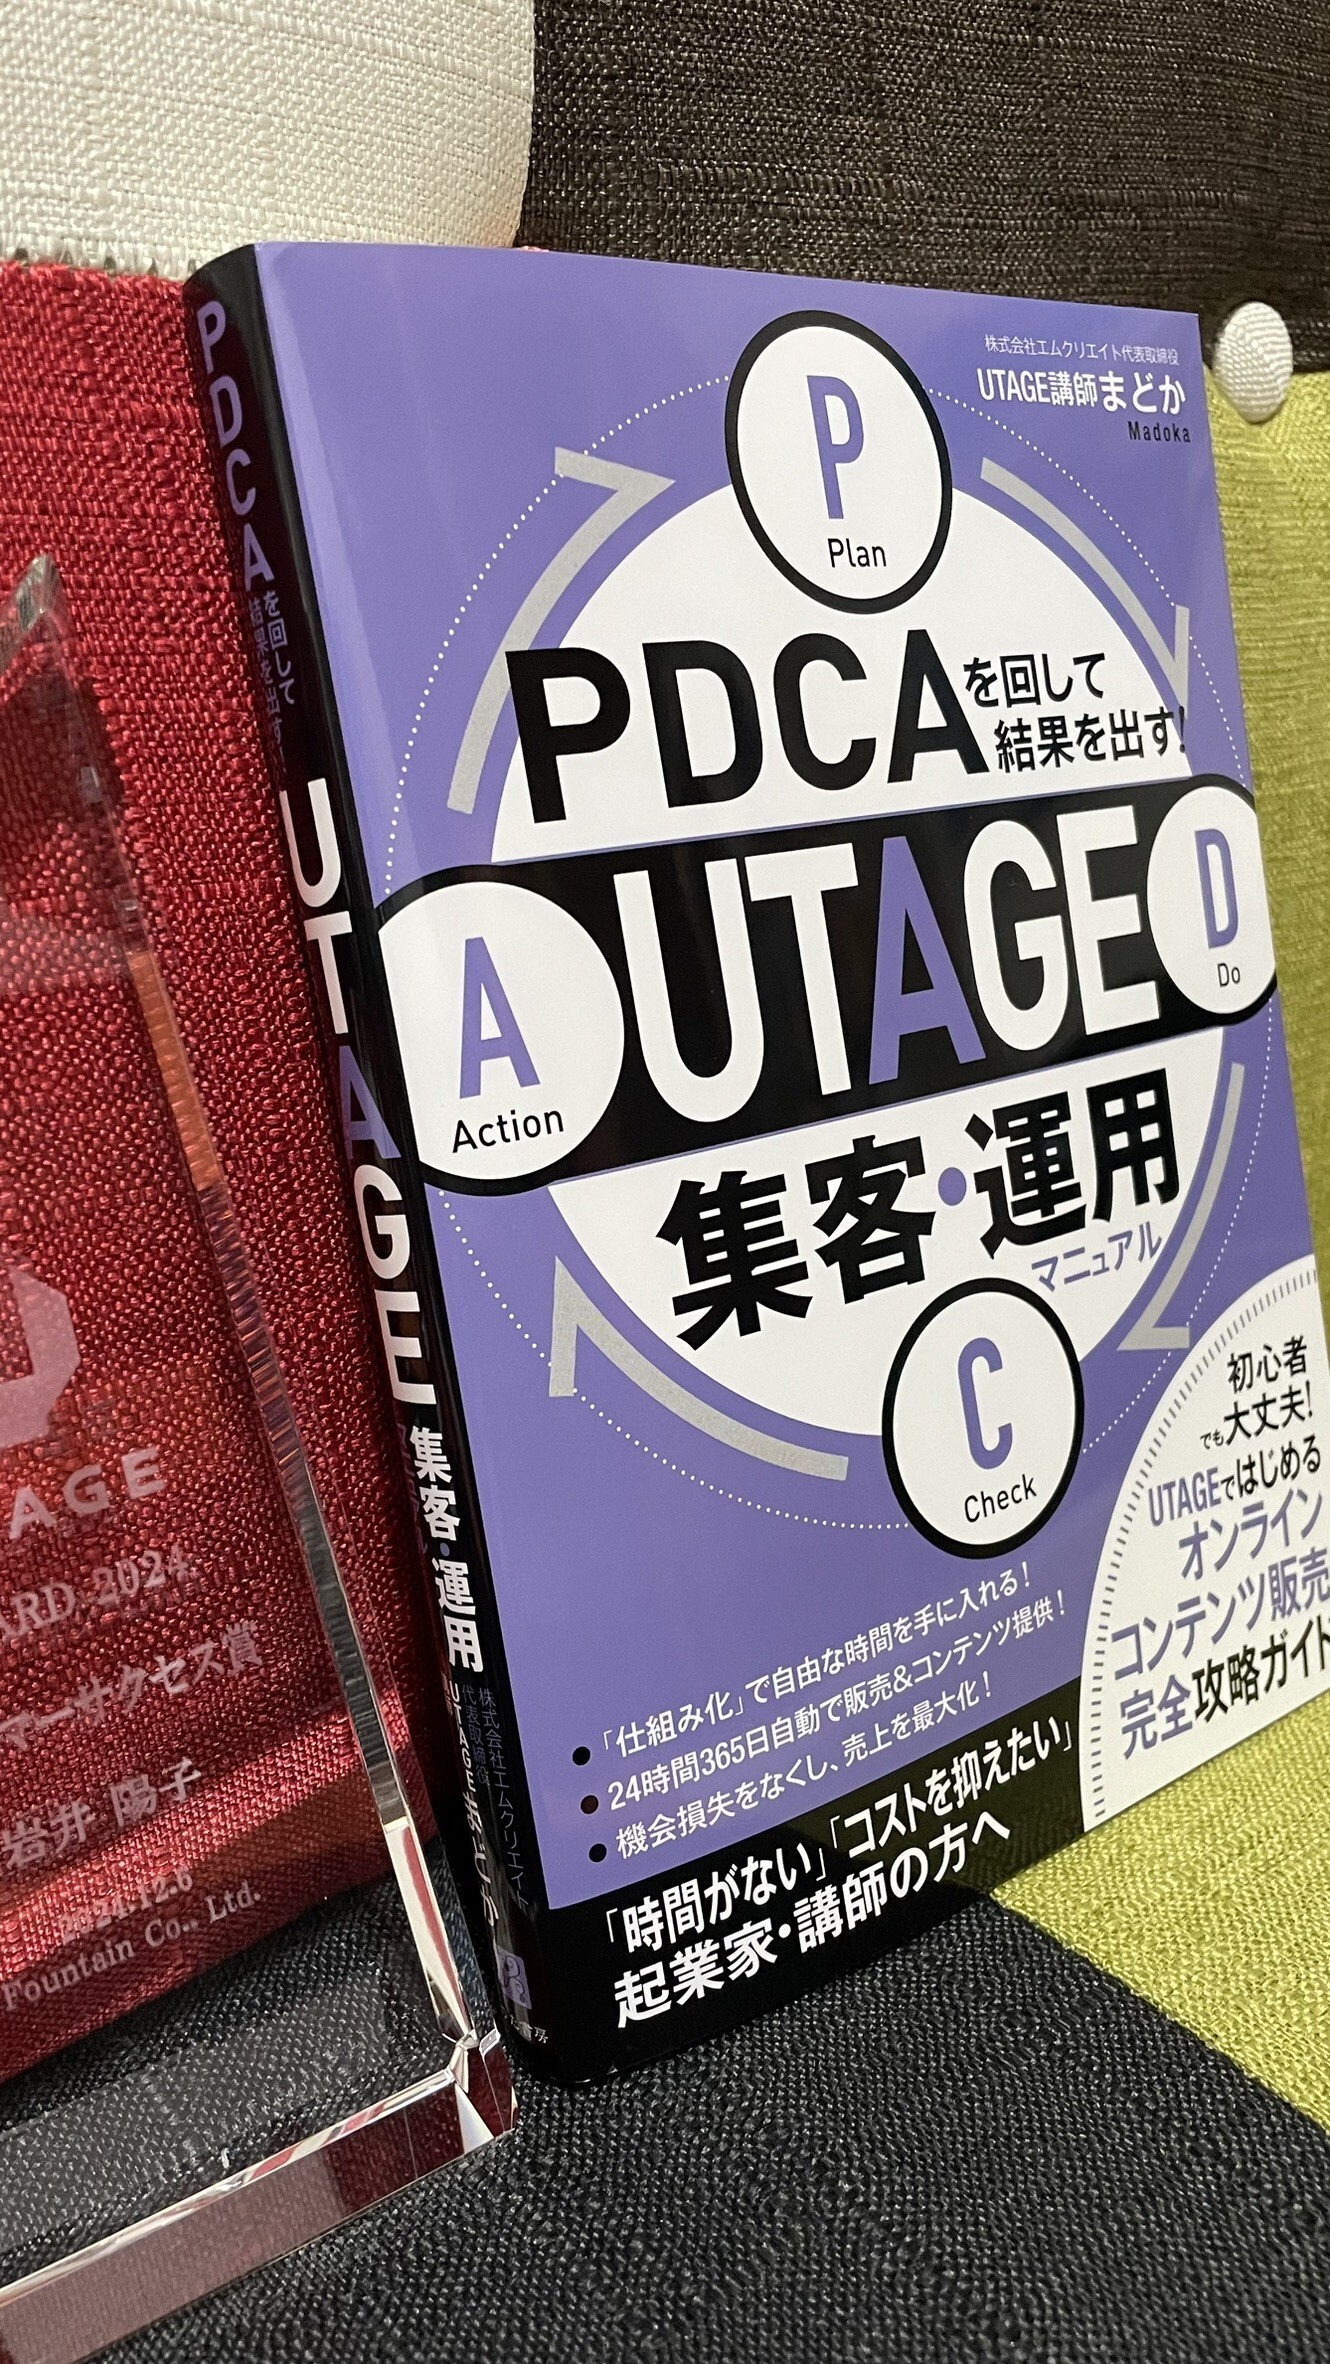 株式会社エムクリエイト代表取締役
UTAGE講師まどか
Madoka
P
Plan
PDCAを回して
結果を出す!
A
Action
UTAGE
D
Do
集客・運用
マニュアル
C
Check
初心者
でも大丈夫!
UTAGEではじめる
オンライン
コンテンツ販売
完全攻略ガイド
● 「仕組み化」で自由な時間を手に入れる!
● 24時間365日自動で販売&コンテンツ提供!
● 機会損失をなくし、売上を最大化!
「時間がない」「コストを抑えたい」
起業家・講師の方へ
PDCAを回して
結果を出す!
UTAGE
集客・運用
株式会社エムクリエイト
代表取締役
AGE
ARD 2024
マーサクセス賞
岩井 陽子
2024.12.6
Fountain Co., Ltd.